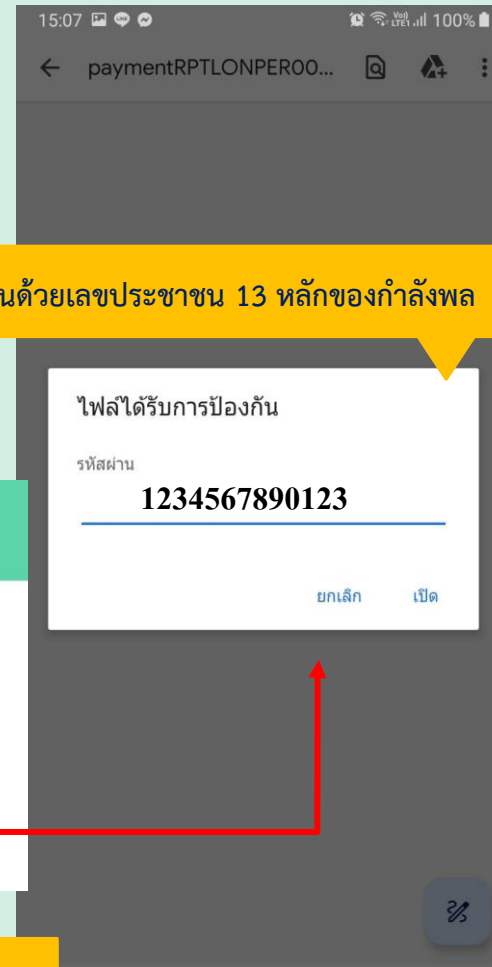 15:07 100%
paymentRPTLONPER00...
ด้วยเลขประชาชน 13 หลักของกำลังพล
ไฟล์ได้รับการป้องกัน
รหัสผ่าน
1234567890123
ยกเลิก เปิด